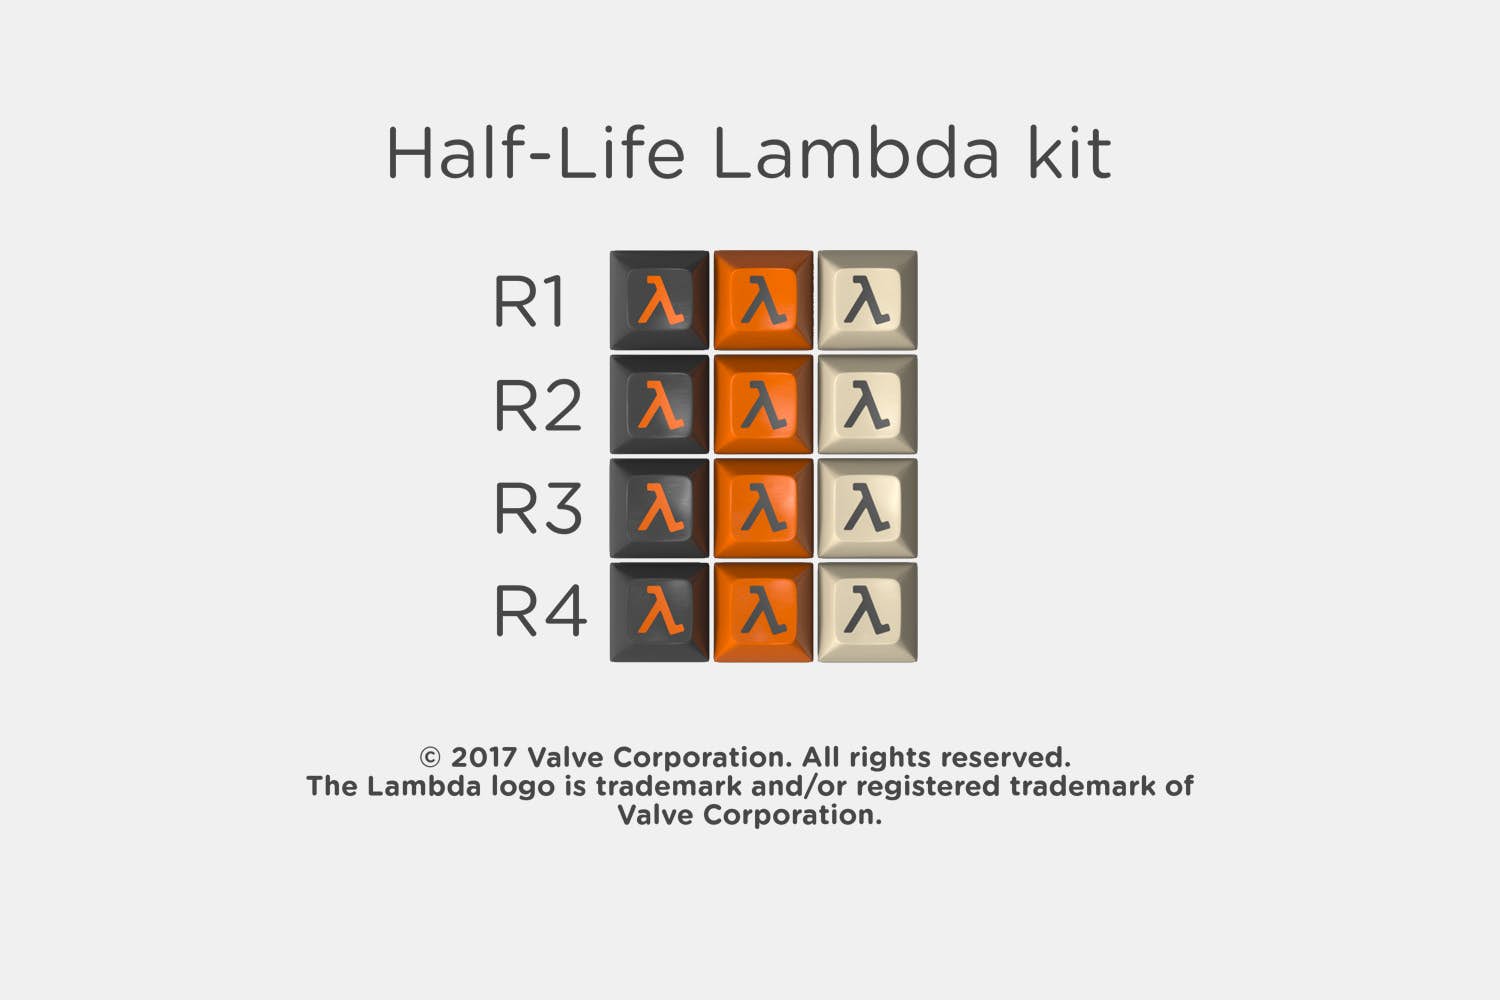 Half-Life Lambda kit
R1 λ λ λ
R2 λ λ λ
R3 λ λ λ
R4 λ λ λ
© 2017 Valve Corporation. All rights reserved.
The Lambda logo is trademark and/or registered trademark of
Valve Corporation.